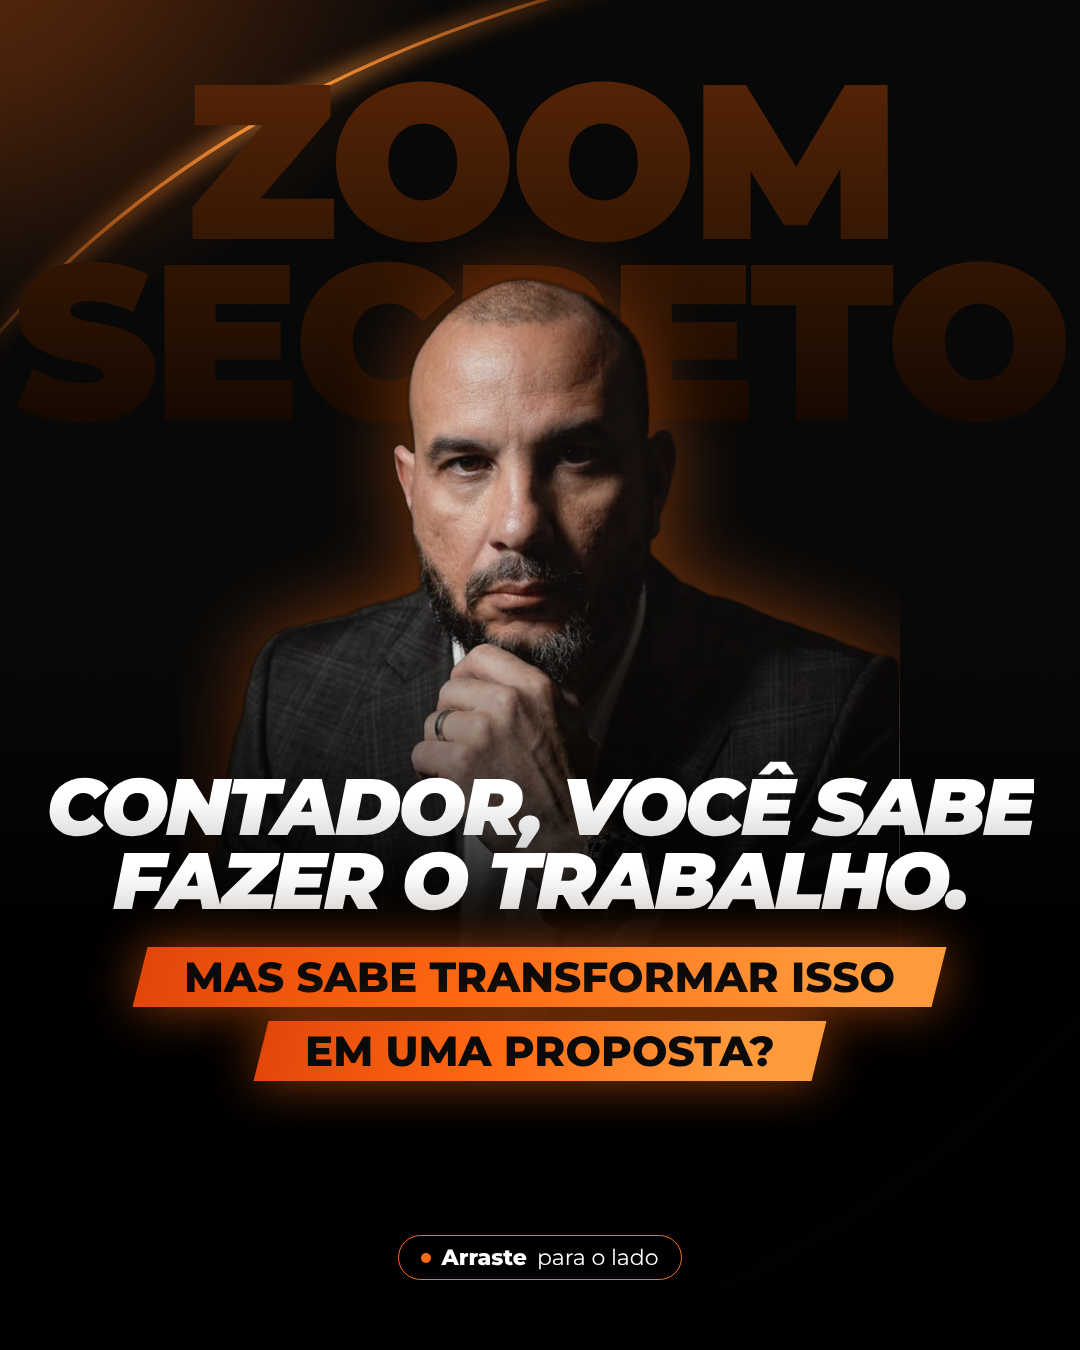 ZOOM
SECRETO
CONTADOR, VOCÊ SABE
FAZER O TRABALHO.
MAS SABE TRANSFORMAR ISSO
EM UMA PROPOSTA?
Arraste para o lado